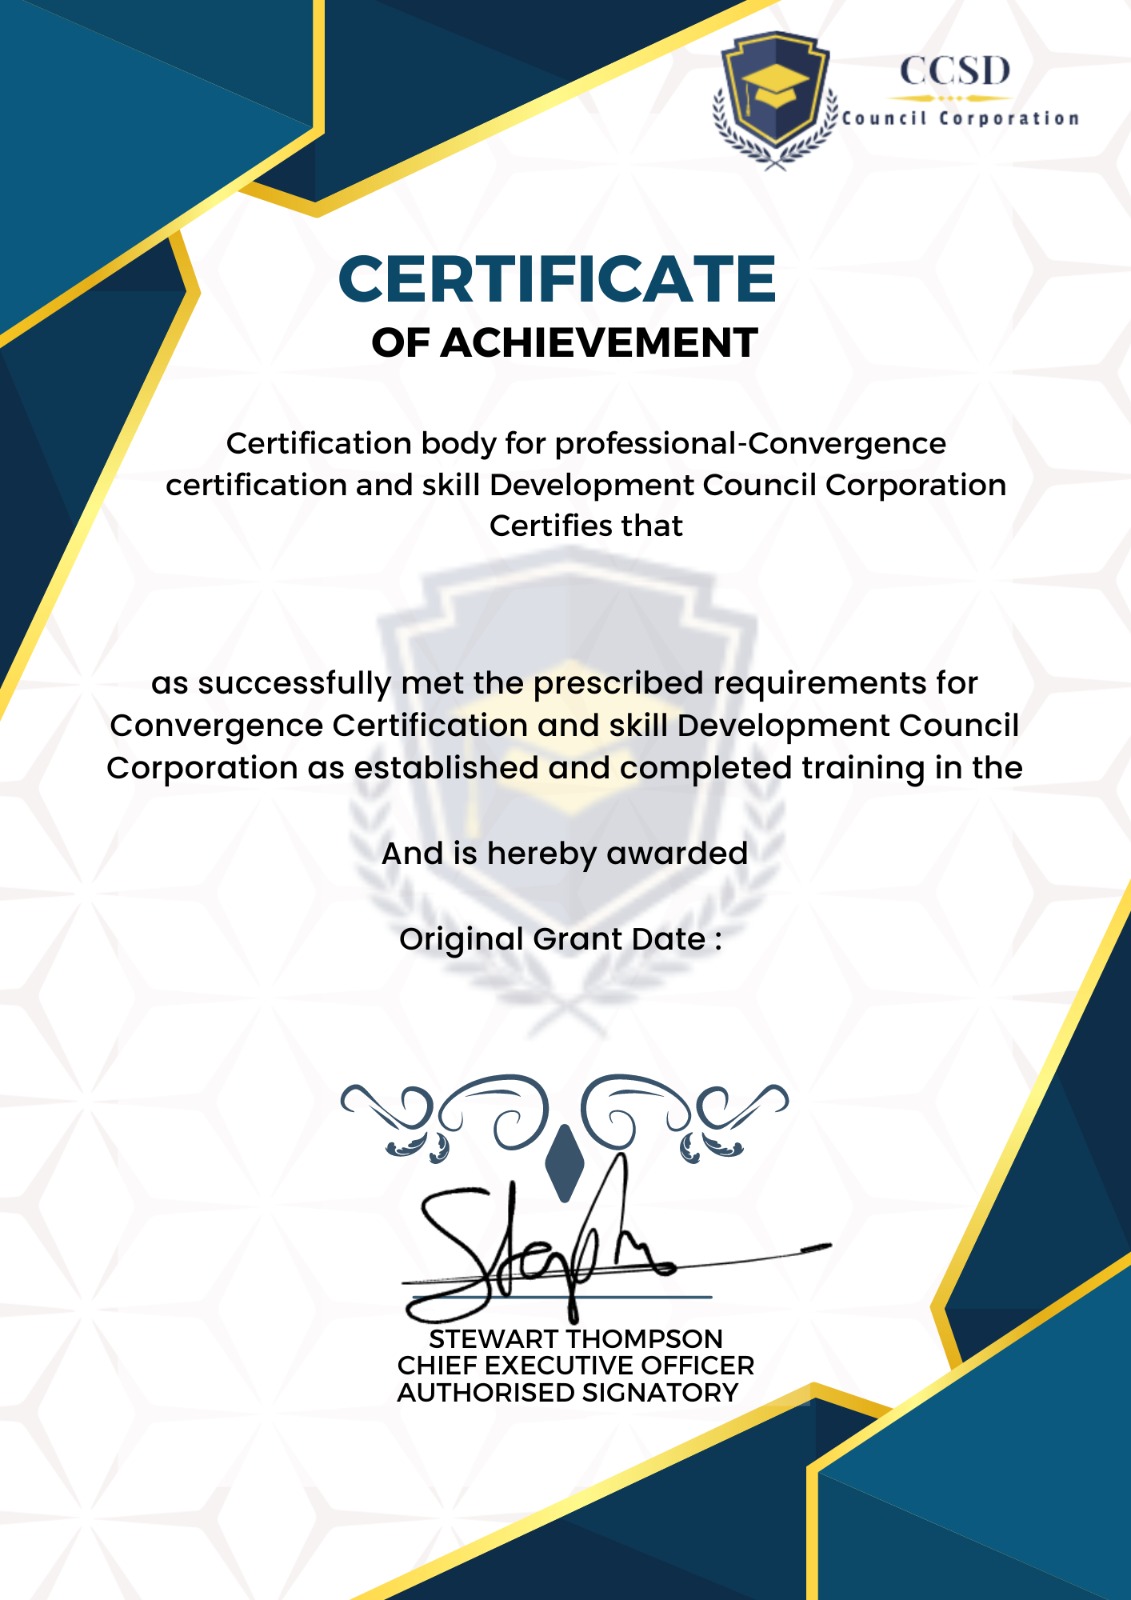 CCSD
Council Corporation
CERTIFICATE
OF ACHIEVEMENT
Certification body for professional-Convergence
certification and skill Development Council Corporation
Certifies that
as successfully met the prescribed requirements for
Convergence Certification and skill Development Council
Corporation as established and completed training in the
And is hereby awarded
Original Grant Date :
STEWART THOMPSON
CHIEF EXECUTIVE OFFICER
AUTHORISED SIGNATORY